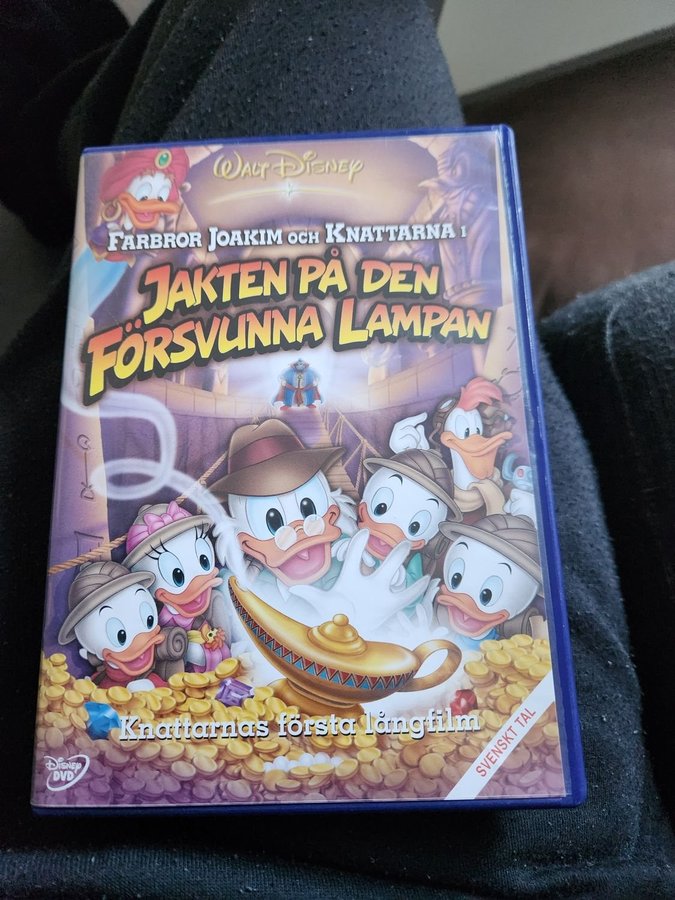 WALT DISNEY
FARBROR JOAKIM OCH KNATTARNA I
JAKTEN PÅ DEN
FÖRSVUNNA LAMPAN
Knattarnas första långfilm
SVENSKT TAL
DISNEY
DVD